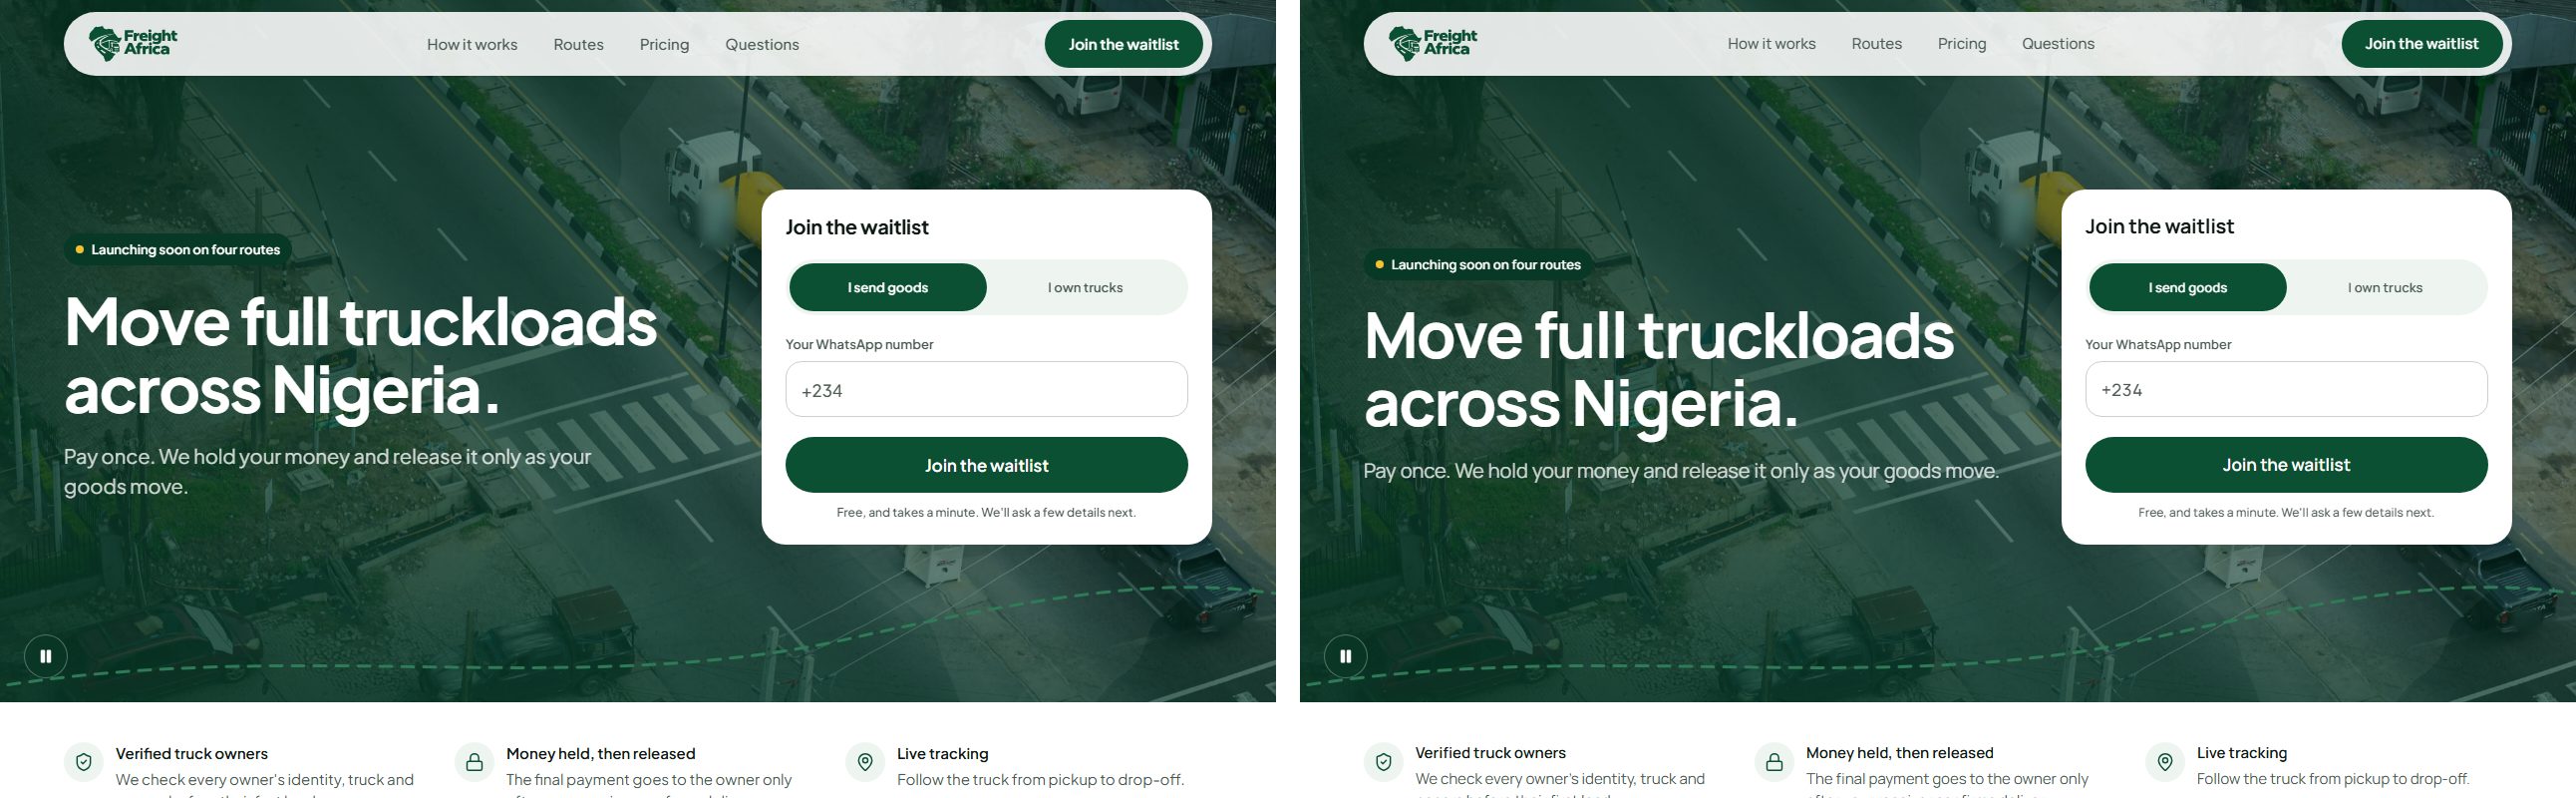 Freight
Africa
How it works
Routes
Pricing
Questions
Join the waitlist
Launching soon on four routes
Move full truckloads
across Nigeria.
Pay once. We hold your money and release it only as your
goods move.
Join the waitlist
I send goods
I own trucks
Your WhatsApp number
+234
Join the waitlist
Free, and takes a minute. We'll ask a few details next.
Verified truck owners
We check every owner's identity, truck and
Money held, then released
The final payment goes to the owner only
Live tracking
Follow the truck from pickup to drop-off.
Freight
Africa
How it works
Routes
Pricing
Questions
Join the waitlist
Launching soon on four routes
Move full truckloads
across Nigeria.
Pay once. We hold your money and release it only as your goods move.
Join the waitlist
I send goods
I own trucks
Your WhatsApp number
+234
Join the waitlist
Free, and takes a minute. We'll ask a few details next.
Verified truck owners
We check every owner's identity, truck and
Money held, then released
The final payment goes to the owner only
Live tracking
Follow the truck from pickup to drop-off.